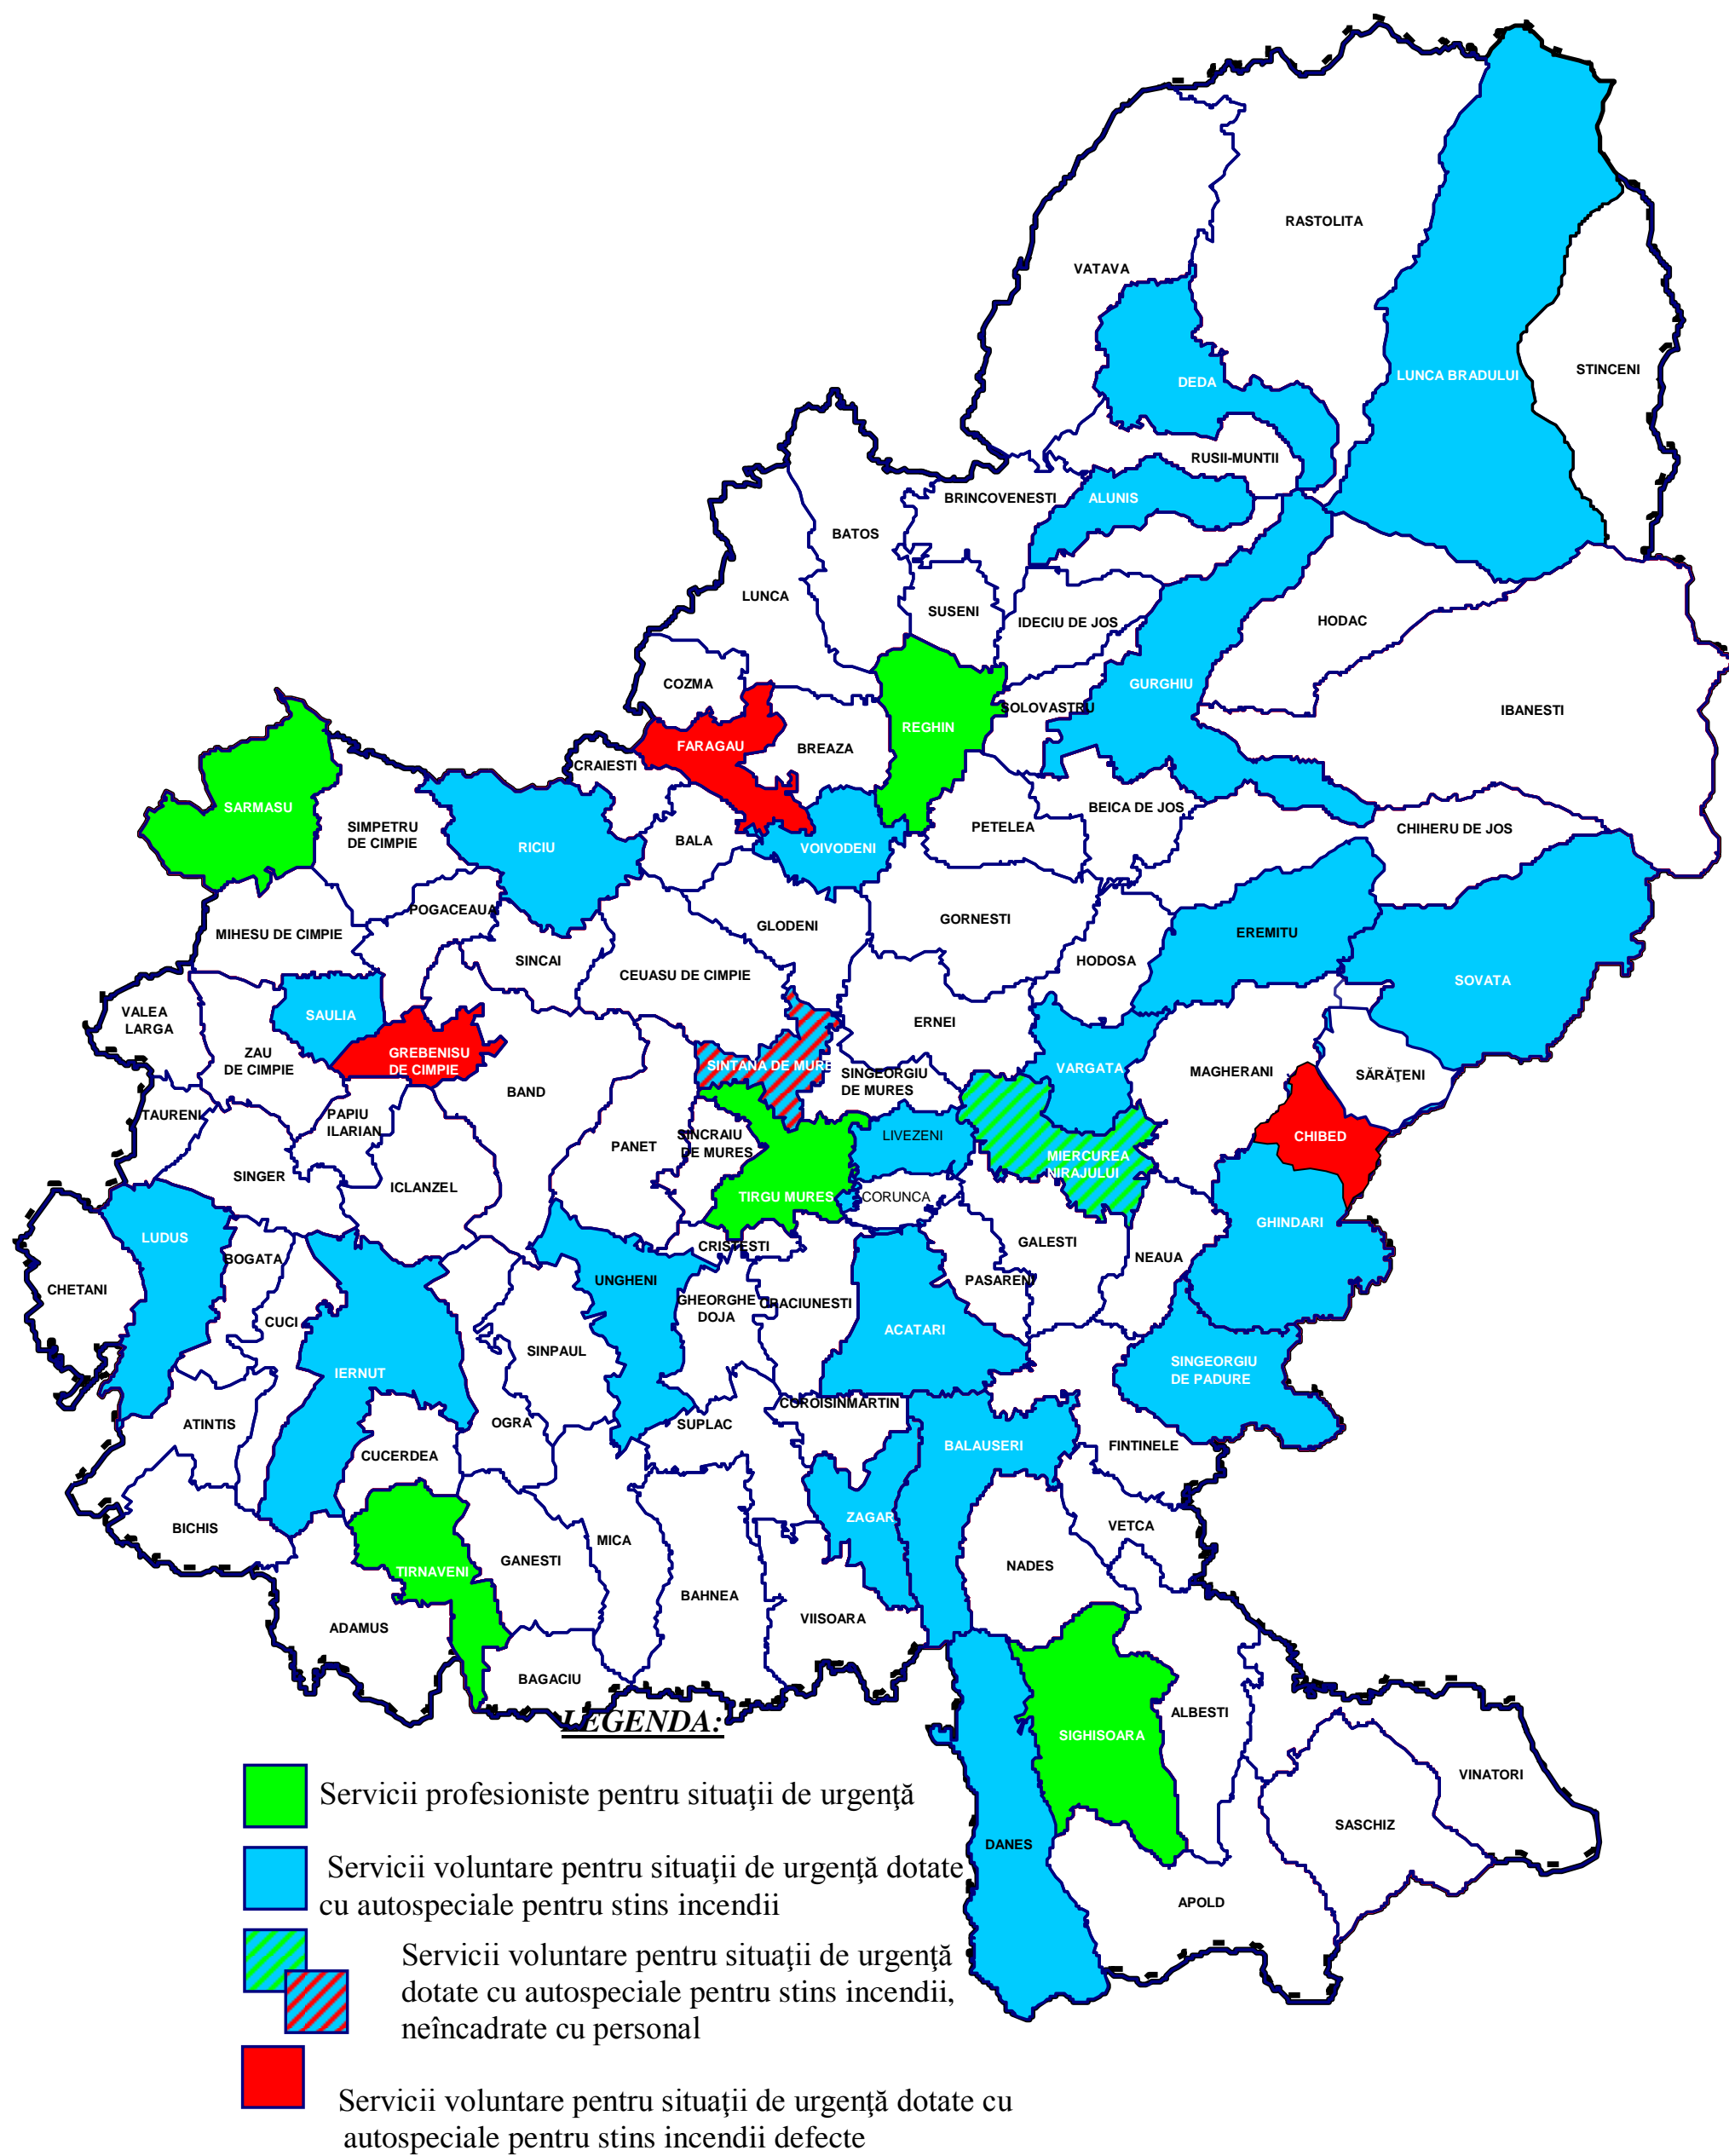 RASTOLITA
VATAVA
STINCENI
LUNCA BRADULUI
DEDA
RUSII-MUNTII
BRINCOVENESTI
ALUNIS
BATOS
LUNCA
SUSENI
IDECIU DE JOS
HODAC
COZMA
GURGHIU
SOLOVASTRU
IBANESTI
REGHIN
FARAGAU
BREAZA
CRAIESTI
SARMASU
BEICA DE JOS
SIMPETRU
DE CIMPIE
PETELEA
CHIHERU DE JOS
BALA
RICIU
VOIVODENI
POGACEAUA
GORNESTI
GLODENI
MIHESU DE CIMPIE
EREMITU
SINCAI
HODOSA
CEUASU DE CIMPIE
SOVATA
VALEA
LARGA
SAULIA
ERNEI
ZAU
DE CIMPIE
GREBENISU
DE CIMPIE
SINTANA DE MURE
SINGEORGIU
DE MURES
VARGATA
MAGHERANI
SĂRĂŢENI
BAND
TAURENI
PAPIU
ILARIAN
PANET
SINCRAIU
DE MURES
LIVEZENI
CHIBED
MIERCUREA
NIRAJULUI
SINGER
ICLANZEL
TIRGU MURES
CORUNCA
GHINDARI
LUDUS
BOGATA
CRISTESTI
GALESTI
NEAUA
CHETANI
UNGHENI
PASARENI
GHEORGHE
DOJA
CRACIUNESTI
CUCI
ACATARI
SINPAUL
SINGEORGIU
DE PADURE
IERNUT
COROISINMARTIN
ATINTIS
OGRA
SUPLAC
CUCERDEA
BALAUSERI
FINTINELE
ZAGAR
BICHIS
VETCA
MICA
GANESTI
NADES
TIRNAVENI
BAHNEA
VIISOARA
ADAMUS
BAGACIU
ALBESTI
SIGHISOARA
VINATORI
SASCHIZ
DANES
APOLD
LEGENDA:
Servicii profesioniste pentru situaţii de urgenţă
Servicii voluntare pentru situaţii de urgenţă dotate
cu autospeciale pentru stins incendii
Servicii voluntare pentru situaţii de urgenţă
dotate cu autospeciale pentru stins incendii,
neîncadrate cu personal
Servicii voluntare pentru situaţii de urgenţă dotate cu
autospeciale pentru stins incendii defecte